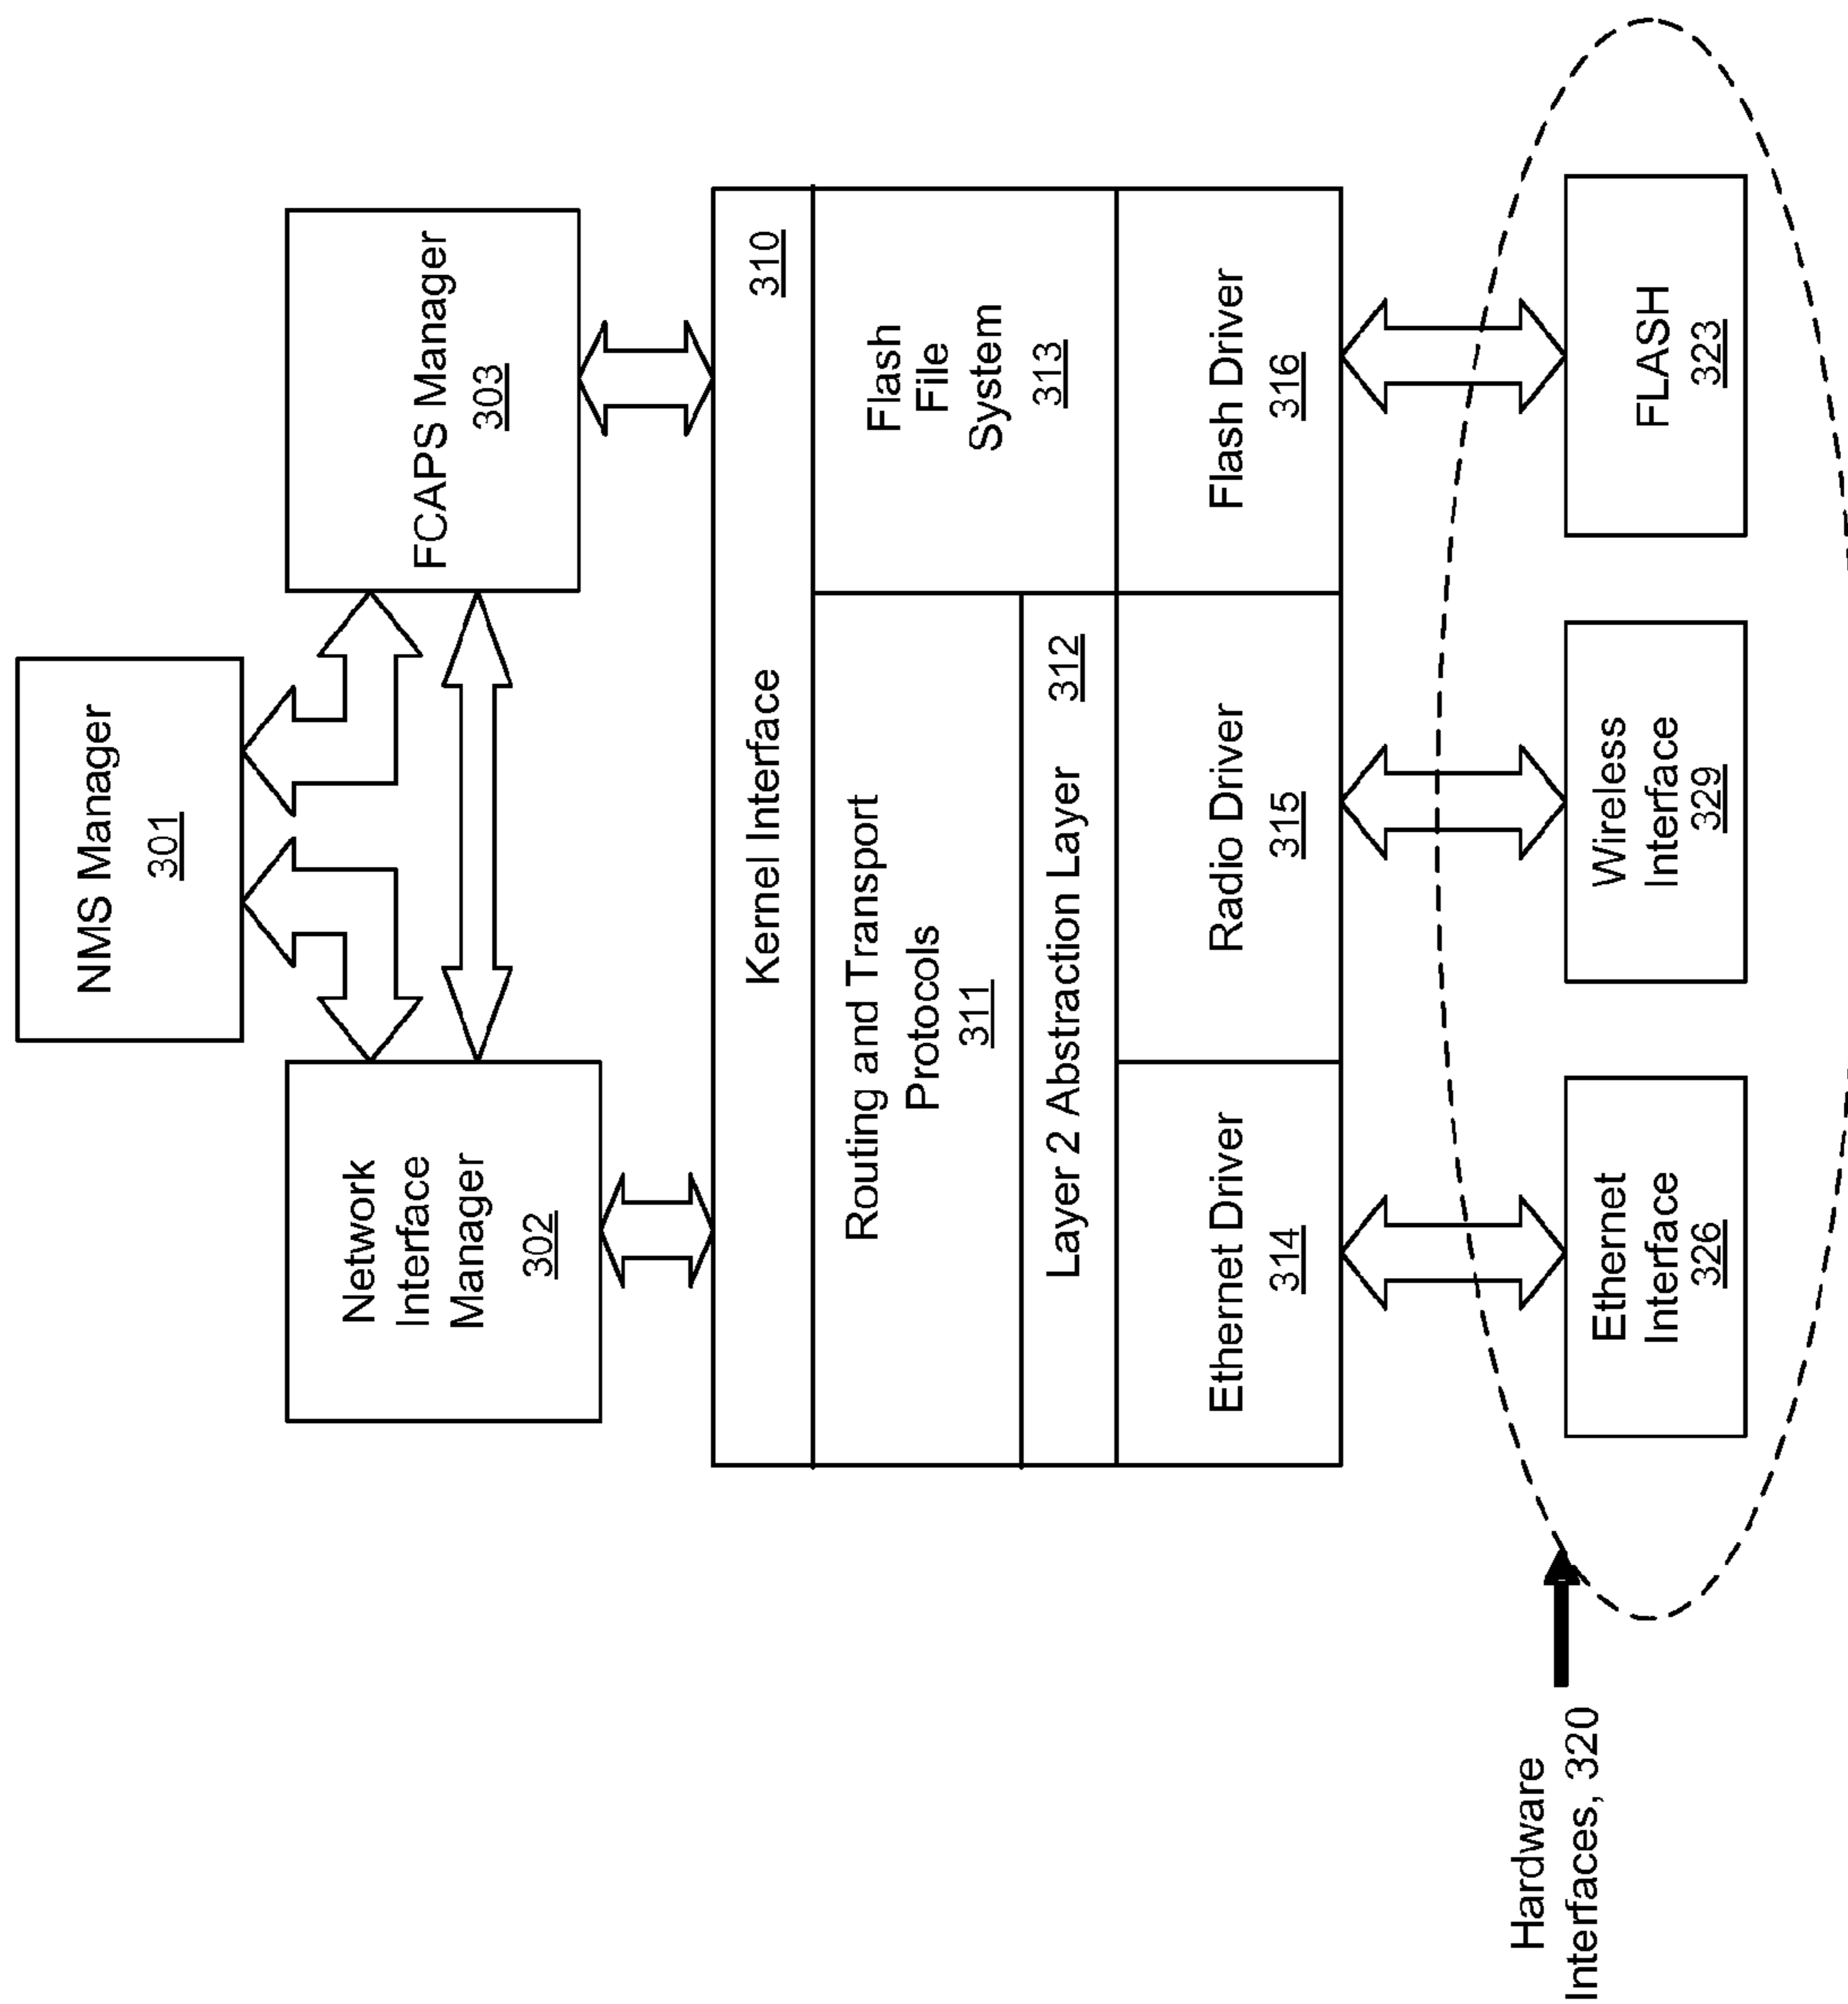 NMS Manager
301
Network
Interface
Manager
302
FCAPS Manager
303
Kernel Interface
310
Routing and Transport
Protocols
311
Flash
File
System
313
Layer 2 Abstraction Layer 312
Ethernet Driver
314
Radio Driver
315
Flash Driver
316
Hardware
Interfaces, 320
Ethernet
Interface
326
Wireless
Interface
329
FLASH
323